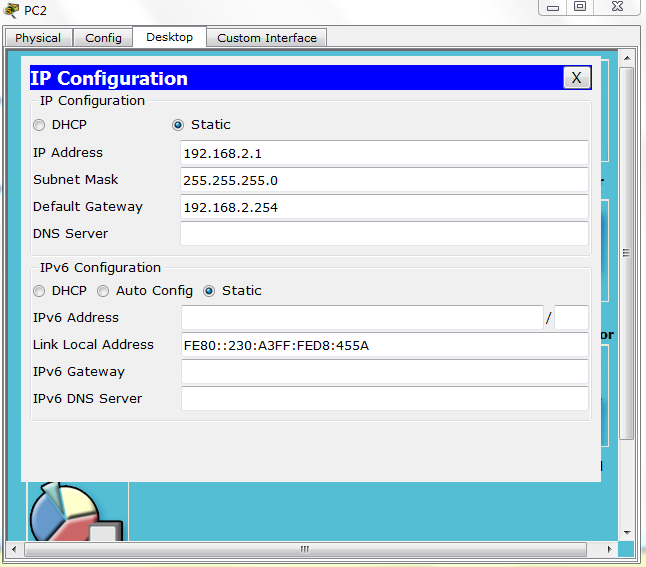 PC2
Physical Config Desktop Custom Interface
IP Configuration X
IP Configuration
DHCP Static
IP Address 192.168.2.1
Subnet Mask 255.255.255.0
Default Gateway 192.168.2.254
DNS Server
IPv6 Configuration
DHCP Auto Config Static
IPv6 Address /
Link Local Address FE80::230:A3FF:FED8:455A
IPv6 Gateway
IPv6 DNS Server